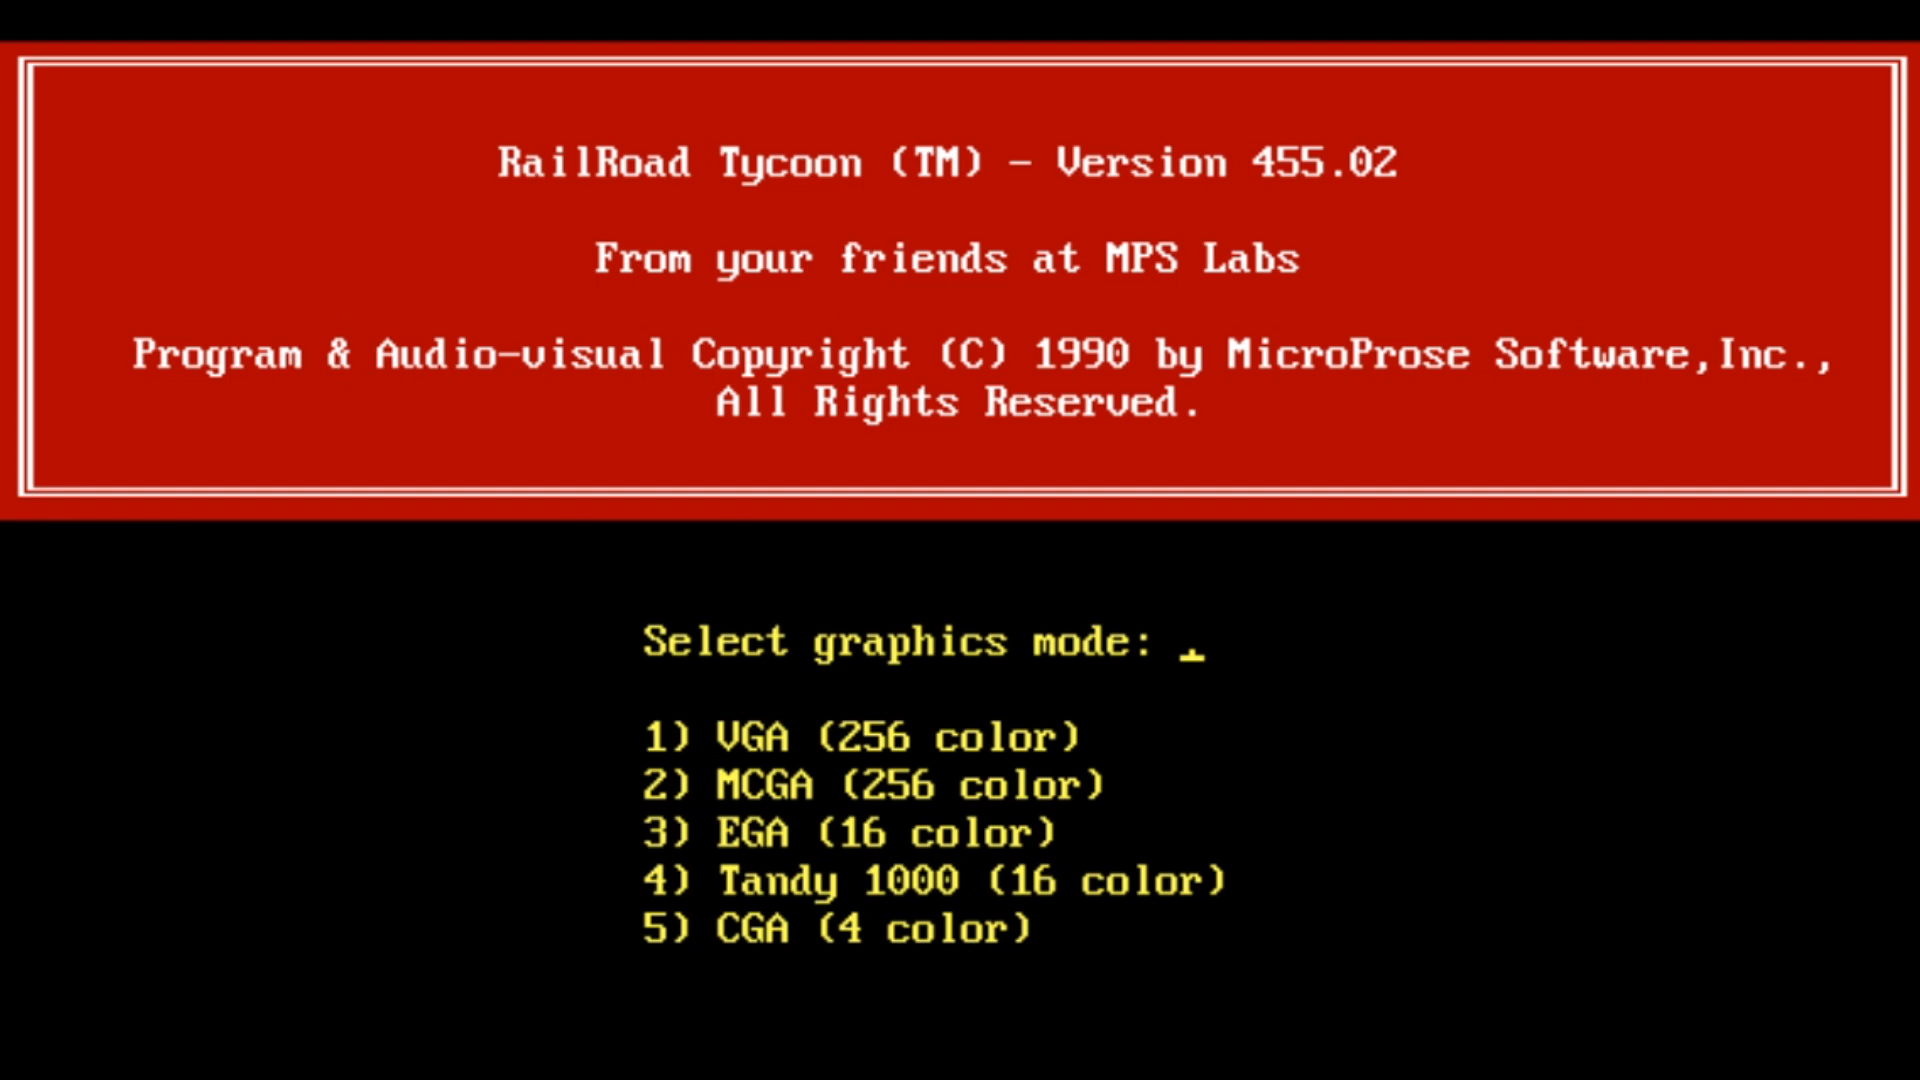 RailRoad Tycoon (TM) - Version 455.02
From your friends at MPS Labs
Program & Audio-visual Copyright (C) 1990 by MicroProse Software,Inc.,
All Rights Reserved.
Select graphics mode:
1) VGA (256 color)
2) MCGA (256 color)
3) EGA (16 color)
4) Tandy 1000 (16 color)
5) CGA (4 color)